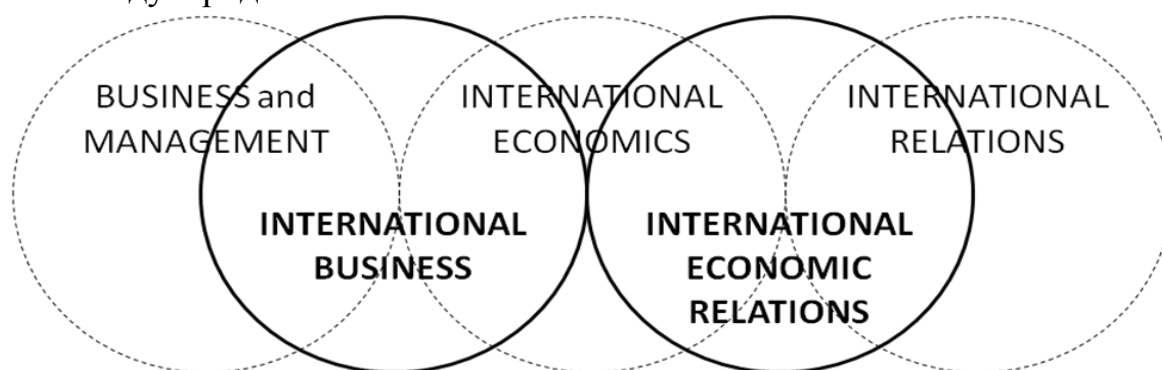 BUSINESS and
MANAGEMENT
INTERNATIONAL
ECONOMICS
INTERNATIONAL
RELATIONS
INTERNATIONAL
BUSINESS
INTERNATIONAL
ECONOMIC
RELATIONS